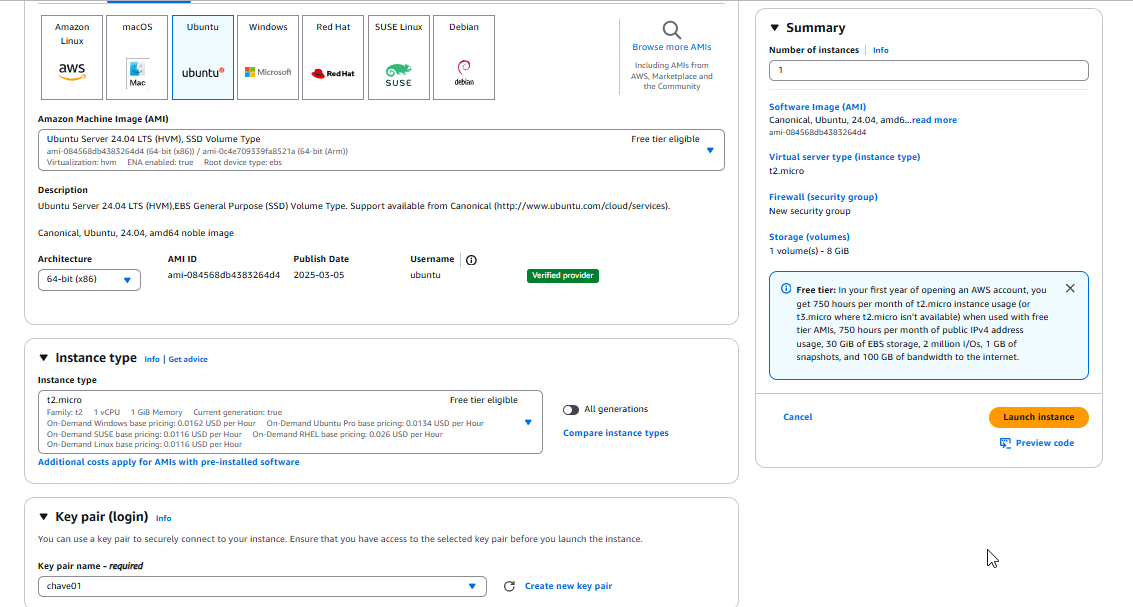 Amazon Linux
aws
macOS
Mac
Ubuntu
ubuntu
Windows
Microsoft
Red Hat
Red Hat
SUSE Linux
SUSE
Debian
debian
Browse more AMIs
Including AMIs from
AWS, Marketplace and
the Community
Amazon Machine Image (AMI)
Ubuntu Server 24.04 LTS (HVM), SSD Volume Type Free tier eligible
ami-084568db4383264d4 (64-bit (x86)) / ami-0c4e709339fa8521a (64-bit (Arm))
Virtualization: hvm ENA enabled: true Root device type: ebs
Description
Ubuntu Server 24.04 LTS (HVM),EBS General Purpose (SSD) Volume Type. Support available from Canonical (http://www.ubuntu.com/cloud/services).
Canonical, Ubuntu, 24.04, amd64 noble image
Architecture AMI ID Publish Date Username
64-bit (x86) ami-084568db4383264d4 2025-03-05 ubuntu Verified provider
Instance type Info | Get advice
Instance type
t2.micro Free tier eligible
Family: t2 1 vCPU 1 GiB Memory Current generation: true
On-Demand Windows base pricing: 0.0162 USD per Hour On-Demand Ubuntu Pro base pricing: 0.0134 USD per Hour
On-Demand SUSE base pricing: 0.0116 USD per Hour On-Demand RHEL base pricing: 0.026 USD per Hour
On-Demand Linux base pricing: 0.0116 USD per Hour
All generations
Compare instance types
Additional costs apply for AMIs with pre-installed software
Key pair (login) Info
You can use a key pair to securely connect to your instance. Ensure that you have access to the selected key pair before you launch the instance.
Key pair name - required
chave01 Create new key pair
Summary
Number of instances Info
1
Software Image (AMI)
Canonical, Ubuntu, 24.04, amd6...read more
ami-084568db4383264d4
Virtual server type (instance type)
t2.micro
Firewall (security group)
New security group
Storage (volumes)
1 volume(s) - 8 GiB
Free tier: In your first year of opening an AWS account, you
get 750 hours per month of t2.micro instance usage (or
t3.micro where t2.micro isn't available) when used with free
tier AMIs, 750 hours per month of public IPv4 address
usage, 30 GiB of EBS storage, 2 million I/Os, 1 GB of
snapshots, and 100 GB of bandwidth to the internet.
Cancel Launch instance
Preview code